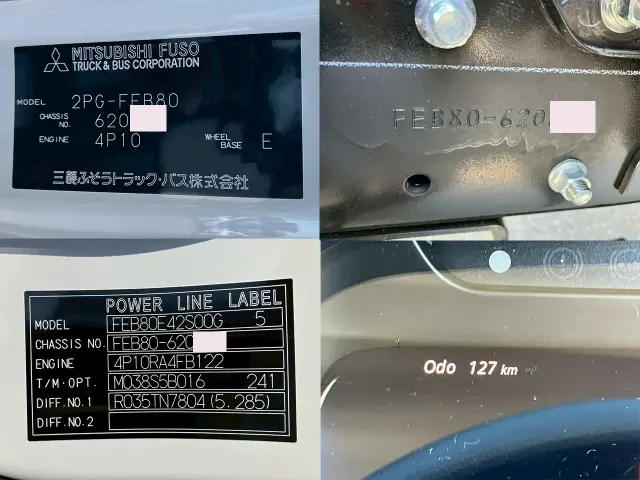 MITSUBISHI FUSO
TRUCK & BUS CORPORATION
MODEL 2PG-FEB80
CHASSIS NO. 620
ENGINE 4P10 WHEEL BASE E
三菱ふそうトラック・バス株式会社
FEB80-620
POWER LINE LABEL
MODEL FEB80E42S00G 5
CHASSIS NO. FEB80-620
ENGINE 4P10RA4FB122
T/M·OPT. M038S5B016 241
DIFF.NO.1 R035TN7804(5.285)
DIFF.NO.2
Odo 127 km